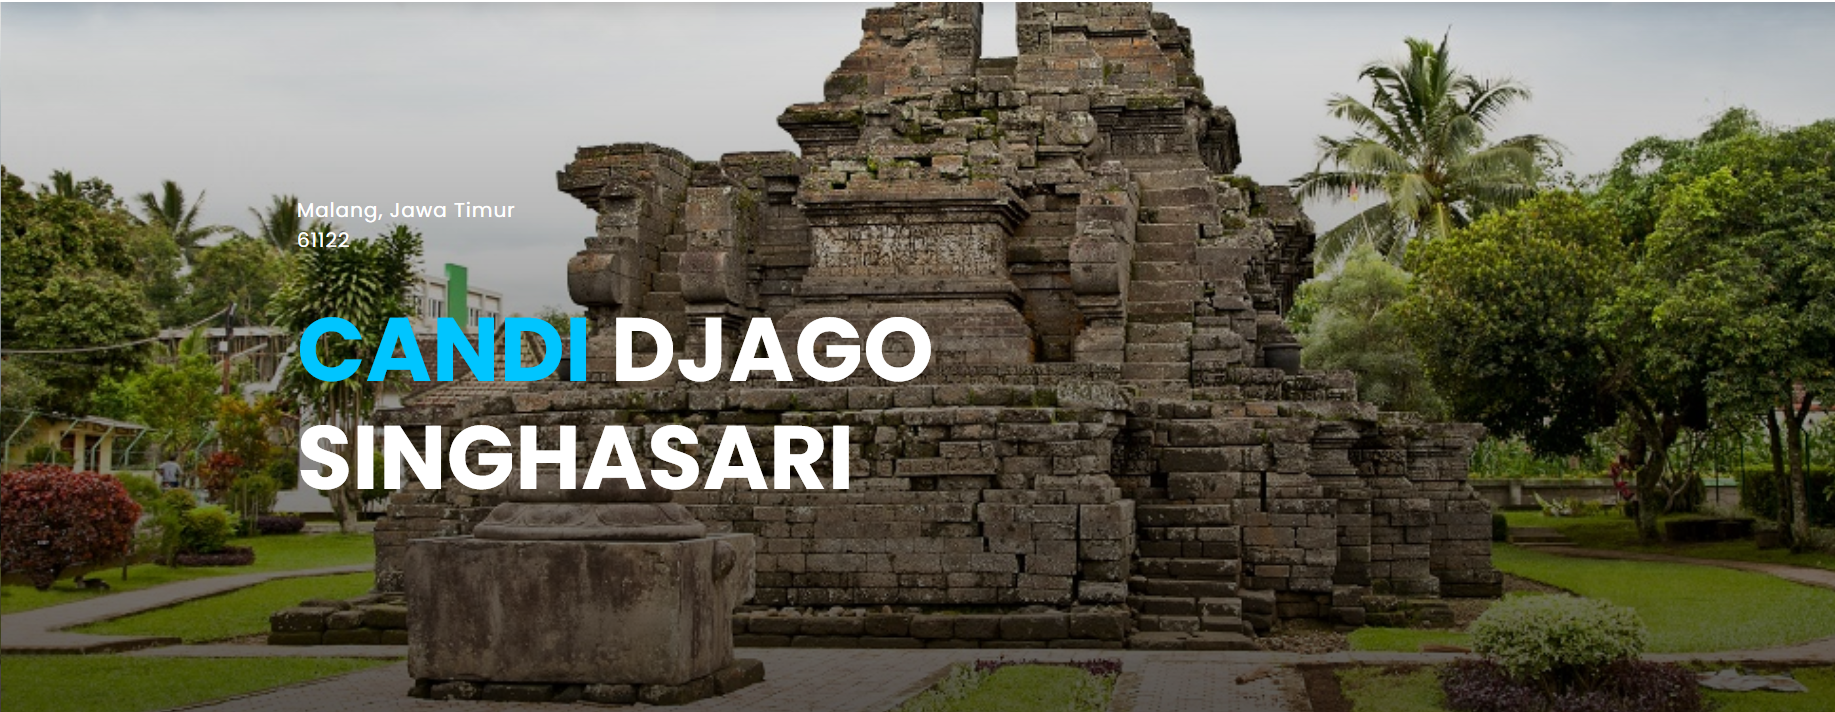 Malang, Jawa Timur
61122
CANDI DJAGO
SINGHASARI